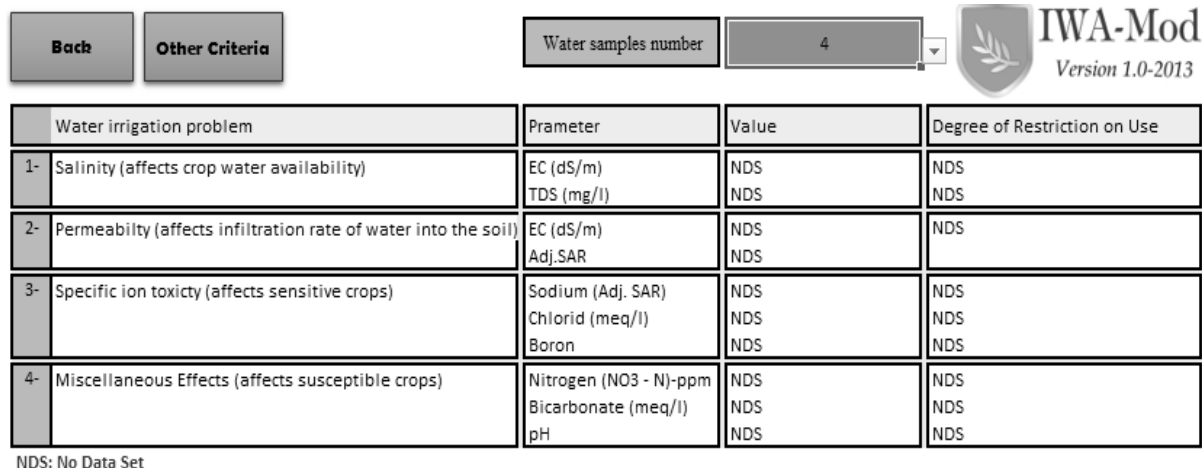 Back
Other Criteria
Water samples number
4
IWA-Mod
Version 1.0-2013
Water irrigation problem Prameter Value Degree of Restriction on Use
1- Salinity (affects crop water availability) EC (dS/m) NDS NDS
TDS (mg/l) NDS NDS
2- Permeabilty (affects infiltration rate of water into the soil) EC (dS/m) NDS NDS
Adj.SAR NDS
3- Specific ion toxicty (affects sensitive crops) Sodium (Adj. SAR) NDS NDS
Chlorid (meq/l) NDS NDS
Boron NDS NDS
4- Miscellaneous Effects (affects susceptible crops) Nitrogen (NO3 - N)-ppm NDS NDS
Bicarbonate (meq/l) NDS NDS
pH NDS NDS
NDS: No Data Set